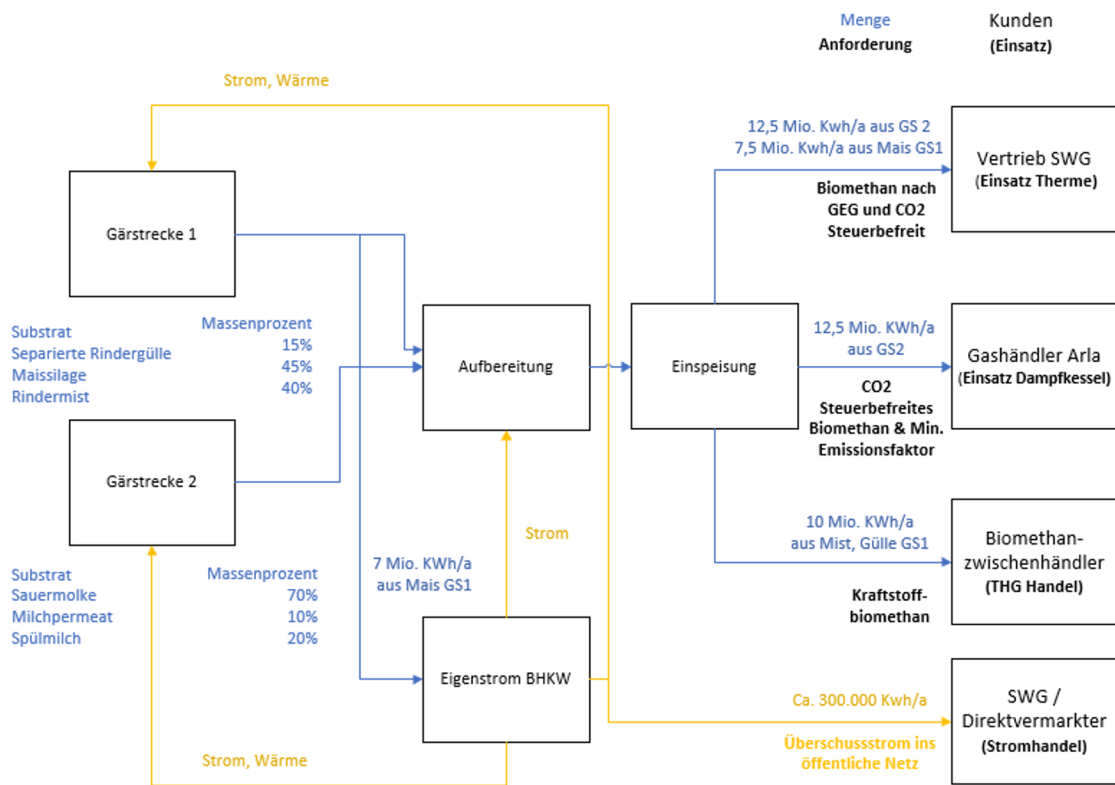 Menge
Anforderung
Kunden
(Einsatz)
Strom, Wärme
12,5 Mio. Kwh/a aus GS 2
7,5 Mio. Kwh/a aus Mais GS1
Biomethan nach
GEG und CO2
Steuerbefreit
Vertrieb SWG
(Einsatz Therme)
Gärstrecke 1
Substrat Massenprozent
Separierte Rindergülle 15%
Maissilage 45%
Rindermist 40%
Aufbereitung
Einspeisung
12,5 Mio. KWh/a
aus GS2
CO2
Steuerbefreites
Biomethan & Min.
Emissionsfaktor
Gashändler Arla
(Einsatz Dampfkessel)
Gärstrecke 2
Strom
10 Mio. KWh/a
aus Mist, Gülle GS1
Kraftstoff-
biomethan
Biomethan-
zwischenhändler
(THG Handel)
Substrat Massenprozent
Sauermolke 70%
Milchpermeat 10%
Spülmilch 20%
7 Mio. KWh/a
aus Mais GS1
Eigenstrom BHKW
Ca. 300.000 Kwh/a
Überschussstrom ins
öffentliche Netz
SWG /
Direktvermarkter
(Stromhandel)
Strom, Wärme